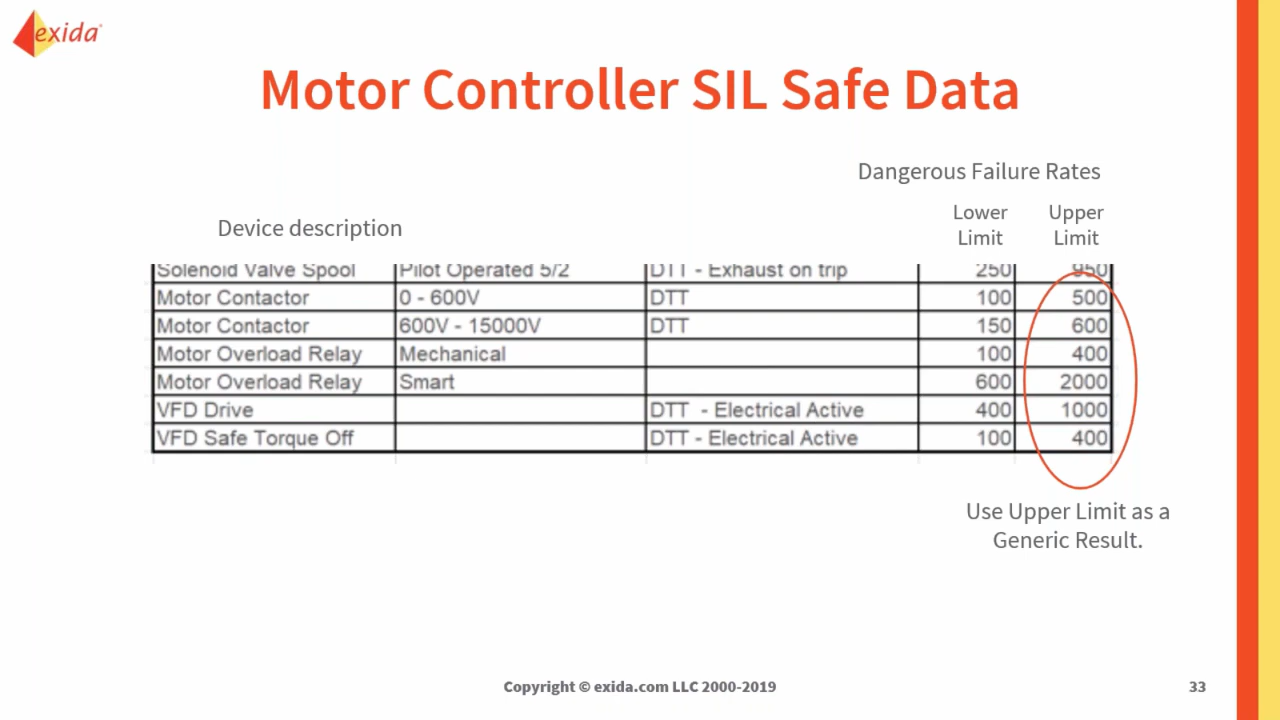 exida
Motor Controller SIL Safe Data
Dangerous Failure Rates
Device description
Lower Limit
Upper Limit
Solenoid Valve Spool Pilot Operated 5/2 DTT - Exhaust on trip 250 950
Motor Contactor 0 - 600V DTT 100 500
Motor Contactor 600V - 15000V DTT 150 600
Motor Overload Relay Mechanical 100 400
Motor Overload Relay Smart 600 2000
VFD Drive DTT - Electrical Active 400 1000
VFD Safe Torque Off DTT - Electrical Active 100 400
Use Upper Limit as a
Generic Result.
Copyright © exida.com LLC 2000-2019
33